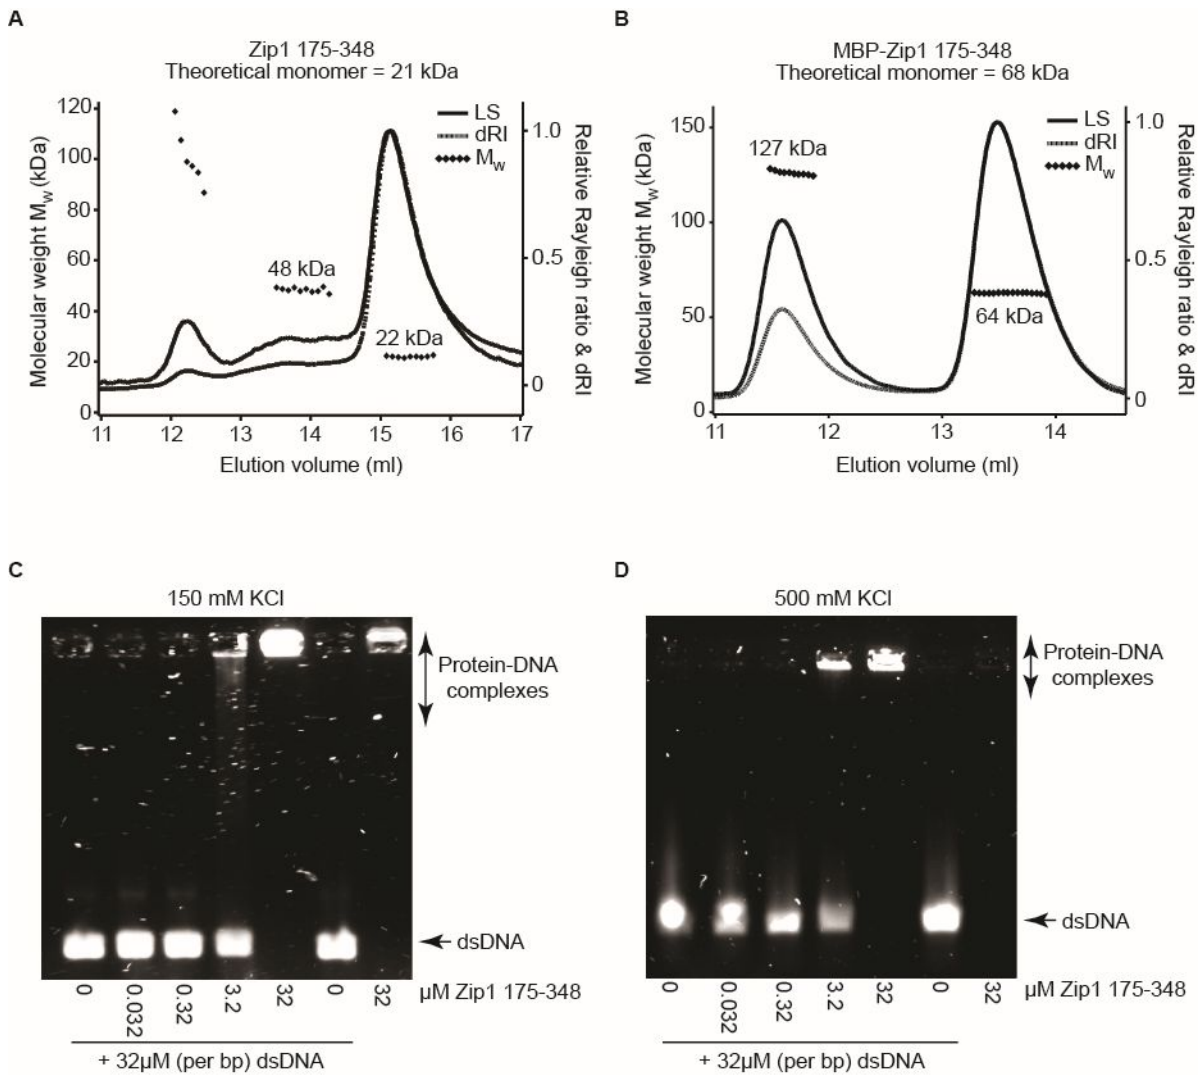 A
Zip1 175-348
Theoretical monomer = 21 kDa
LS
dRI
Mw
120
100
80
60
40
20
0
Molecular weight Mw (kDa)
48 kDa
22 kDa
1.0
0.5
0
Relative Rayleigh ratio & dRI
11 12 13 14 15 16 17
Elution volume (ml)
B
MBP-Zip1 175-348
Theoretical monomer = 68 kDa
LS
dRI
Mw
150
100
50
0
Molecular weight Mw (kDa)
127 kDa
64 kDa
1.0
0.5
0
Relative Rayleigh ratio & dRI
11 12 13 14
Elution volume (ml)
C
150 mM KCl
Protein-DNA
complexes
dsDNA
0 0.032 0.32 3.2 32 0 32 µM Zip1 175-348
+ 32µM (per bp) dsDNA
D
500 mM KCl
Protein-DNA
complexes
dsDNA
0 0.032 0.32 3.2 32 0 32 µM Zip1 175-348
+ 32µM (per bp) dsDNA